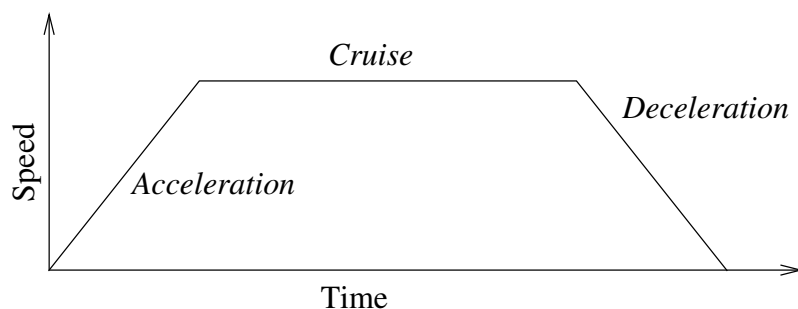 Cruise
Deceleration
Speed
Acceleration
Time